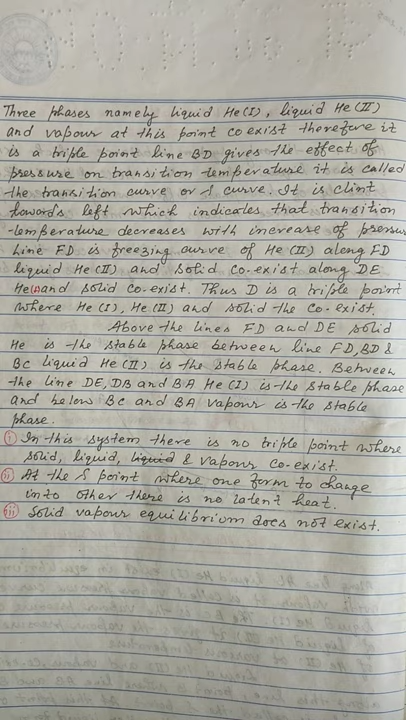 Three phases namely liquid He(I), liquid He(II)
and vapour at this point co exist therefore it
is a triple point line BD gives the effect of
pressure on transition temperature it is called
the transition curve or λ curve. It is clint
towards left which indicates that transition
temperature decreases with increase of pressur
Line FD is freezing curve of He(II) along FD
liquid He(II) and solid co-exist along DE
He(I) and solid co-exist. Thus D is a triple point
where He(I), He(II) and solid the co-exist.
Above the lines FD and DE solid
He is the stable phase between line FD, BD &
BC liquid He(II) is the stable phase. Between
the line DE, DB and BA He(I) is the stable phase
and below BC and BA vapour is the stable
phase.
(i) In this system there is no triple point where
solid, liquid, liquid & vapour co-exist.
(ii) At the λ point where one form to change
into other there is no latent heat.
(iii) Solid vapour equilibrium does not exist.